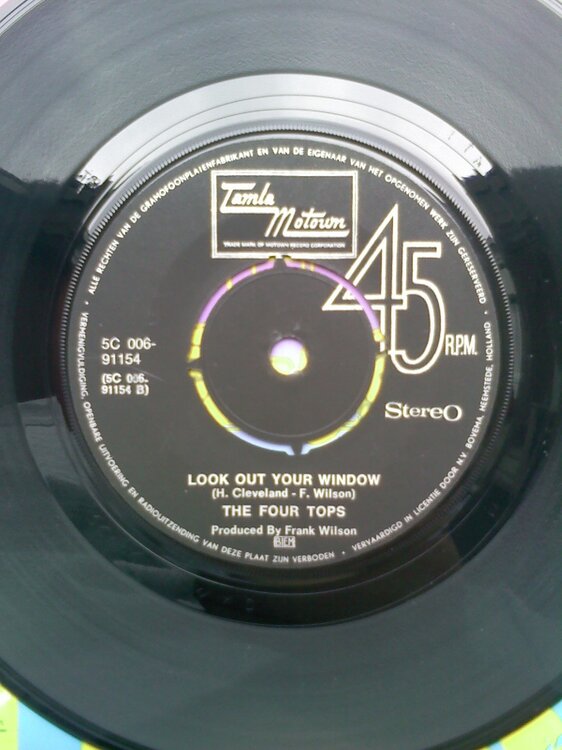 ALLE RECHTEN VAN DE GRAMOFOONPLATENFABRIKANT EN VAN DE EIGENAAR VAN HET OPGENOMEN WERK ZIJN GERESERVEERD •
Tamla
Motown
TRADE MARK OF MOTOWN RECORD CORPORATION
45
R.P.M.
5C 006-
91154
(5C 006.
91154 B)
Stereo
LOOK OUT YOUR WINDOW
(H. Cleveland - F. Wilson)
THE FOUR TOPS
Produced By Frank Wilson
BIEM
• VERMENIGVULDIGING, OPENBARE UITVOERING EN RADIOUITZENDING VAN DEZE PLAAT ZIJN VERBODEN • VERVAARDIGD IN LICENTIE DOOR N.V. BOVEMA, HEEMSTEDE, HOLLAND •